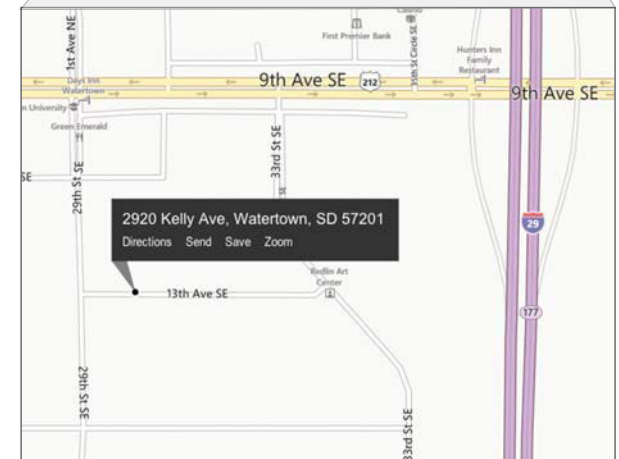 Casino
First Premier Bank
1st Ave NE
35th St Circle SE
Hunters Inn
Family
Restaurant
9th Ave SE
212
9th Ave SE
Days Inn
Watertown
n University
Green Emerald
29th St SE
33rd St SE
SE
SE
2920 Kelly Ave, Watertown, SD 57201
Directions Send Save Zoom
29
Redlin Art
Center
13th Ave SE
177
29th St SE
33rd St SE